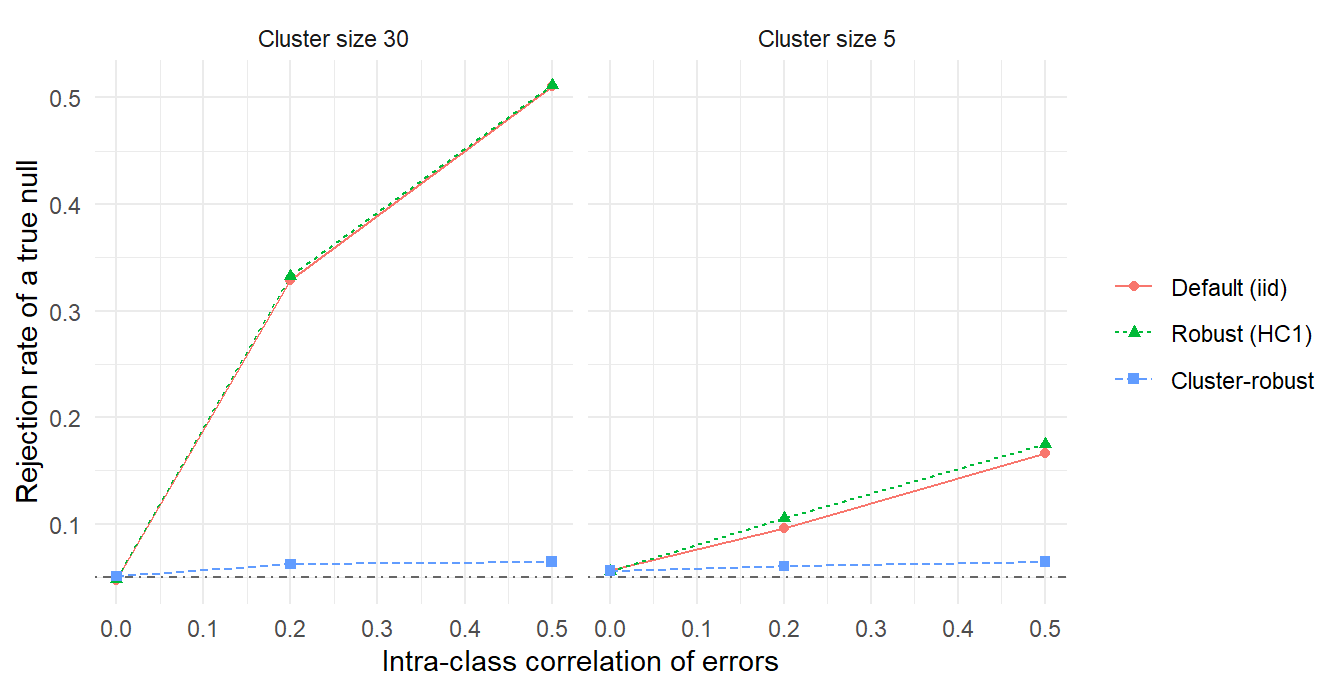 Cluster size 30
Cluster size 5
0.5
0.4
0.3
0.2
0.1
Rejection rate of a true null
0.0 0.1 0.2 0.3 0.4 0.5
0.0 0.1 0.2 0.3 0.4 0.5
Intra-class correlation of errors
Default (iid)
Robust (HC1)
Cluster-robust